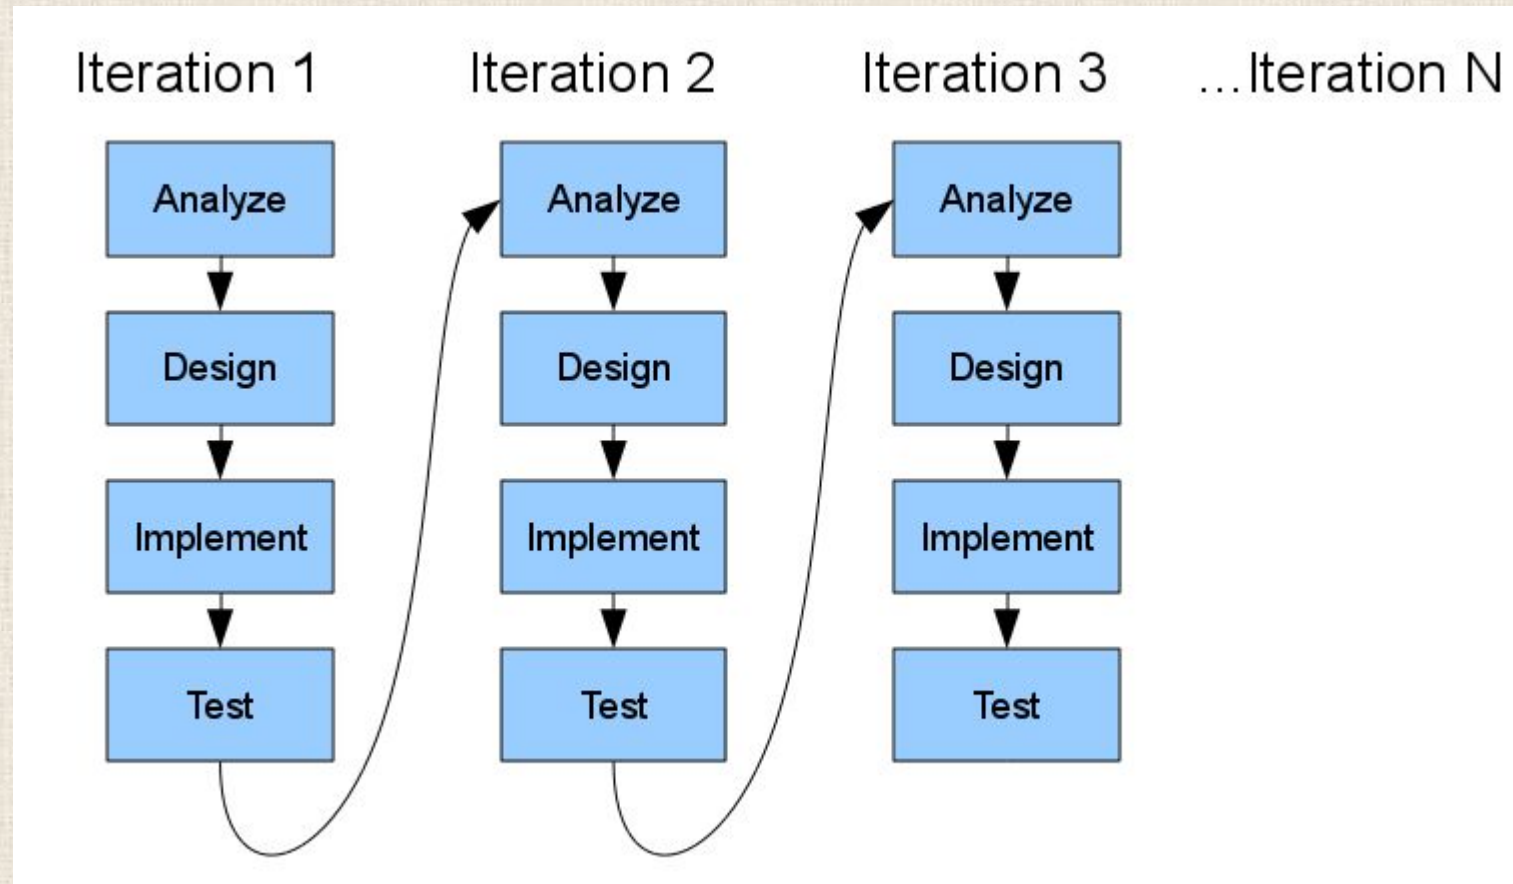 Iteration 1
Iteration 2
Iteration 3
...Iteration N
Analyze
Analyze
Analyze
Design
Design
Design
Implement
Implement
Implement
Test
Test
Test